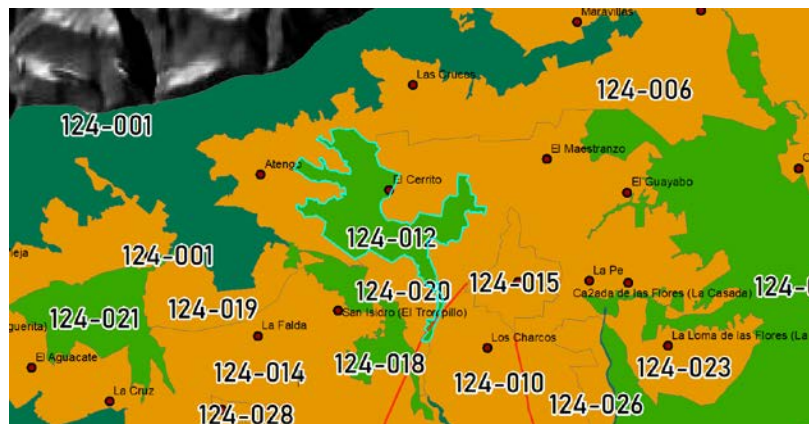 Maravillas
Las Cruces
124-006
124-001
El Maestranzo
Atengo
El Cerrito
El Guayabo
124-012
124-001
La Pe
124-015
124-020
Ca2ada de las Flores (La Casada)
124-019
124-021
San Isidro (El Trompillo)
La Falda
Los Charcos
La Loma de las Flores (La
124-018
El Aguacate
124-014
124-010
124-023
La Cruz
124-028
124-026